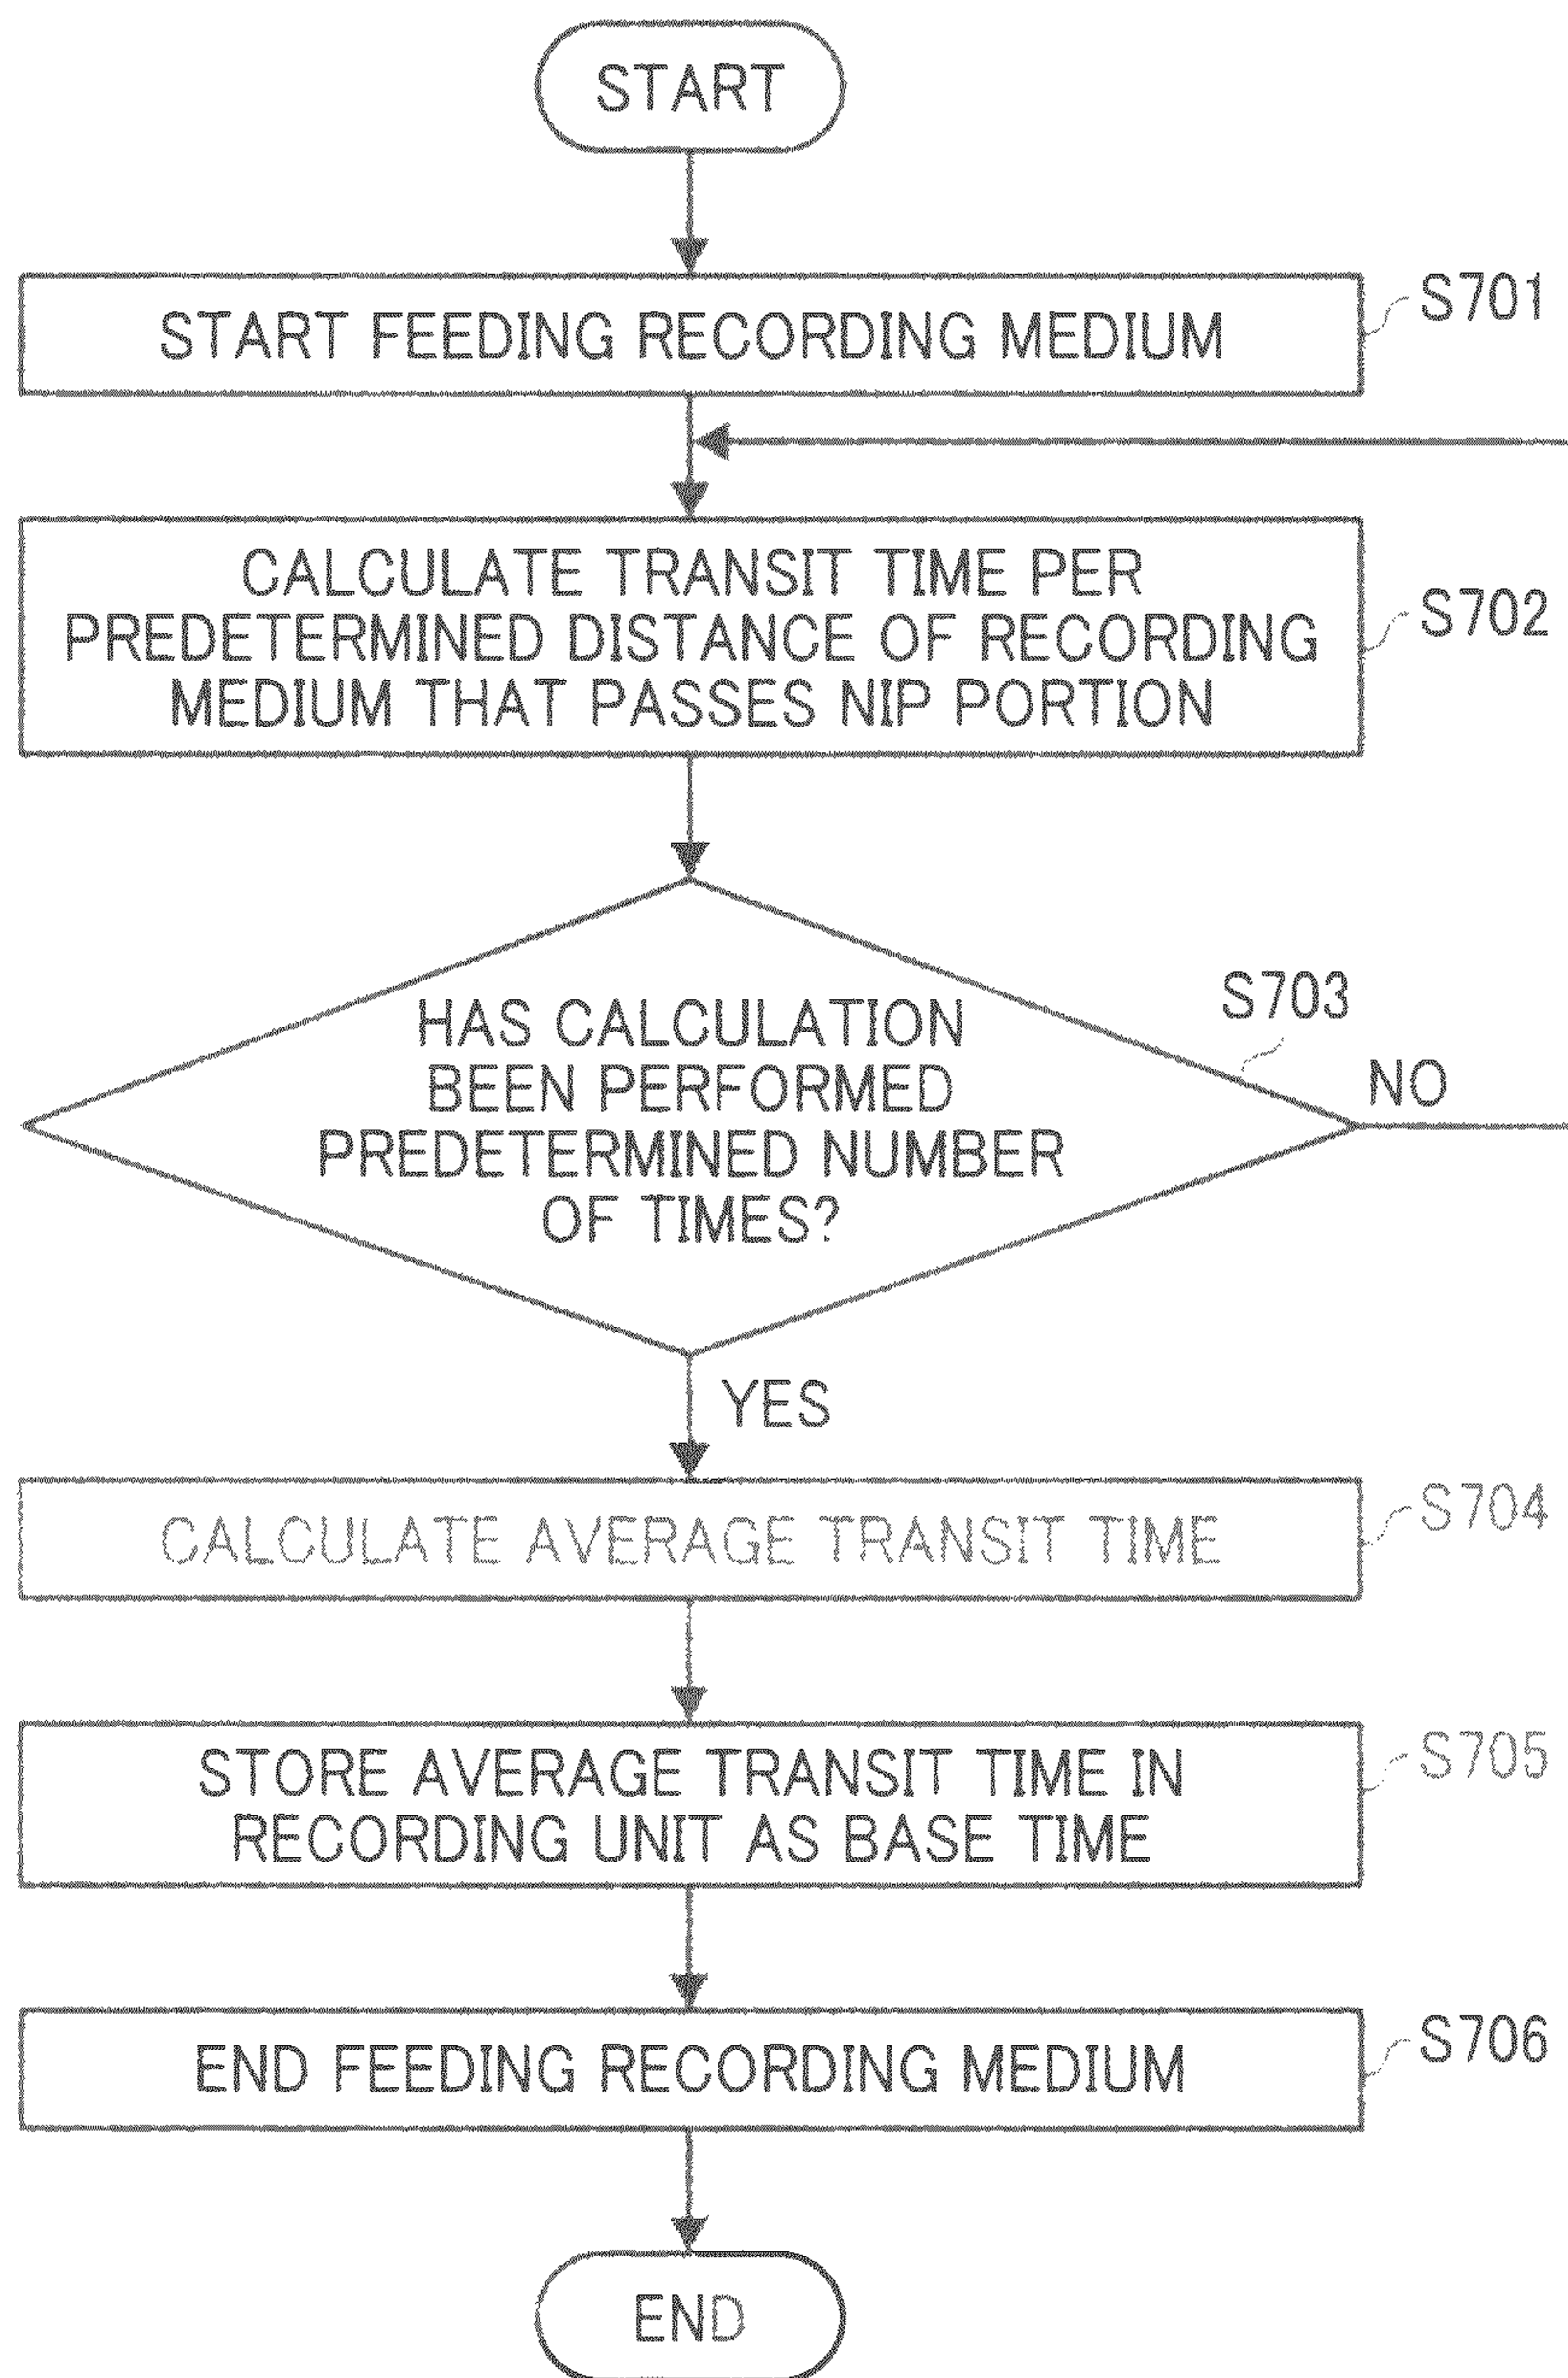 START
START FEEDING RECORDING MEDIUM
S701
CALCULATE TRANSIT TIME PER
PREDETERMINED DISTANCE OF RECORDING
MEDIUM THAT PASSES NIP PORTION
S702
HAS CALCULATION
BEEN PERFORMED
PREDETERMINED NUMBER
OF TIMES?
S703
NO
YES
CALCULATE AVERAGE TRANSIT TIME
S704
STORE AVERAGE TRANSIT TIME IN
RECORDING UNIT AS BASE TIME
S705
END FEEDING RECORDING MEDIUM
S706
END